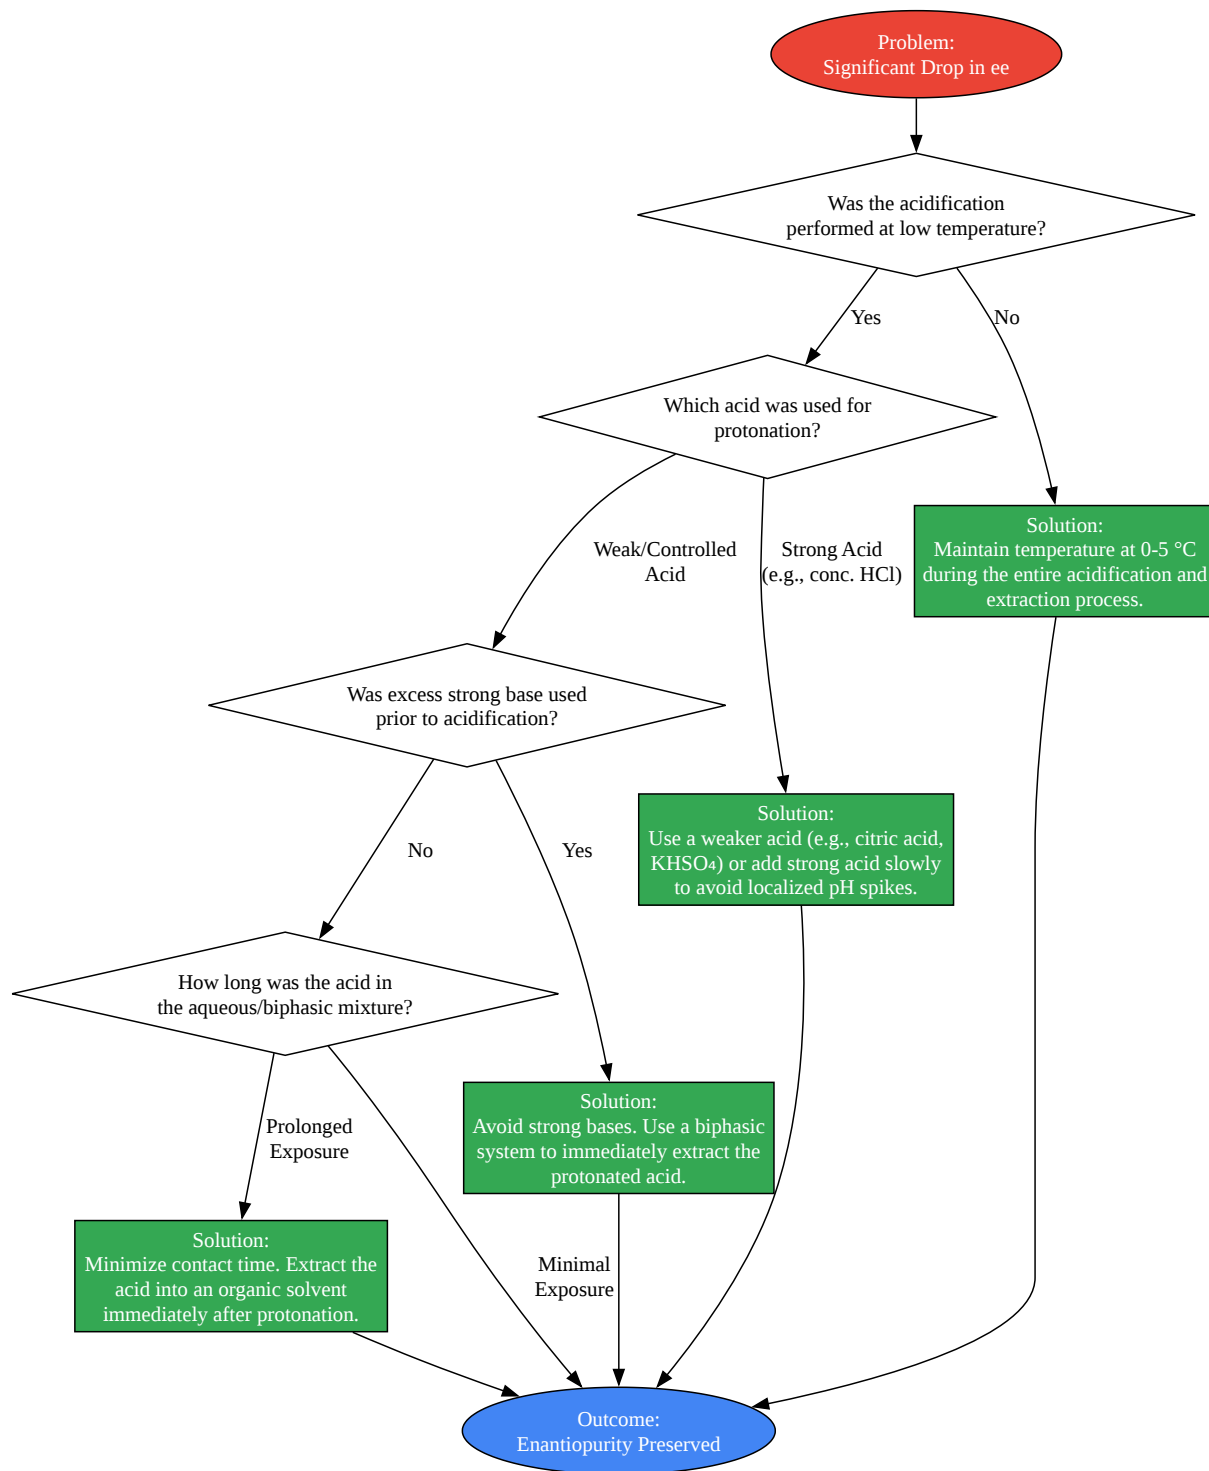 Problem:
Significant Drop in ee
Was the acidification
performed at low temperature?
Yes
No
Which acid was used for
protonation?
Weak/Controlled
Acid
Strong Acid
(e.g., conc. HCl)
Solution:
Maintain temperature at 0-5 °C
during the entire acidification and
extraction process.
Was excess strong base used
prior to acidification?
No
Yes
Solution:
Use a weaker acid (e.g., citric acid,
KHSO₄) or add strong acid slowly
to avoid localized pH spikes.
How long was the acid in
the aqueous/biphasic mixture?
Prolonged
Exposure
Solution:
Avoid strong bases. Use a biphasic
system to immediately extract the
protonated acid.
Minimal
Exposure
Solution:
Minimize contact time. Extract the
acid into an organic solvent
immediately after protonation.
Outcome:
Enantiopurity Preserved